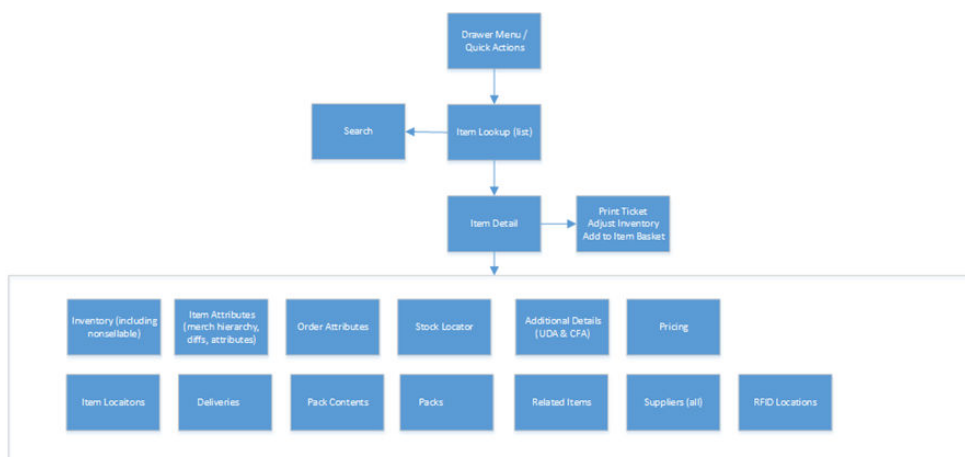 Drawer Menu /
Quick Actions
Search
Item Lookup (list)
Item Detail
Print Ticket
Adjust Inventory
Add to Item Basket
Inventory (including
nonsellable)
Item Attributes
(merch hierarchy,
diffs, attributes)
Order Attributes
Stock Locator
Additional Details
(UDA & CFA)
Pricing
Item Locaitons
Deliveries
Pack Contents
Packs
Related Items
Suppliers (all)
RFID Locations